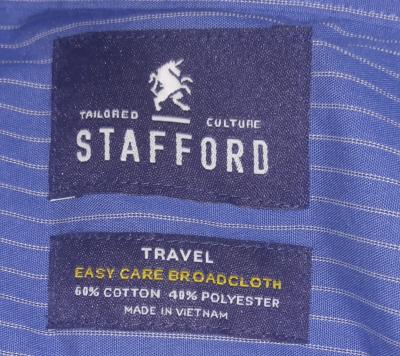 TAILORED CULTURE
STAFFORD
TRAVEL
EASY CARE BROADCLOTH
60% COTTON 40% POLYESTER
MADE IN VIETNAM